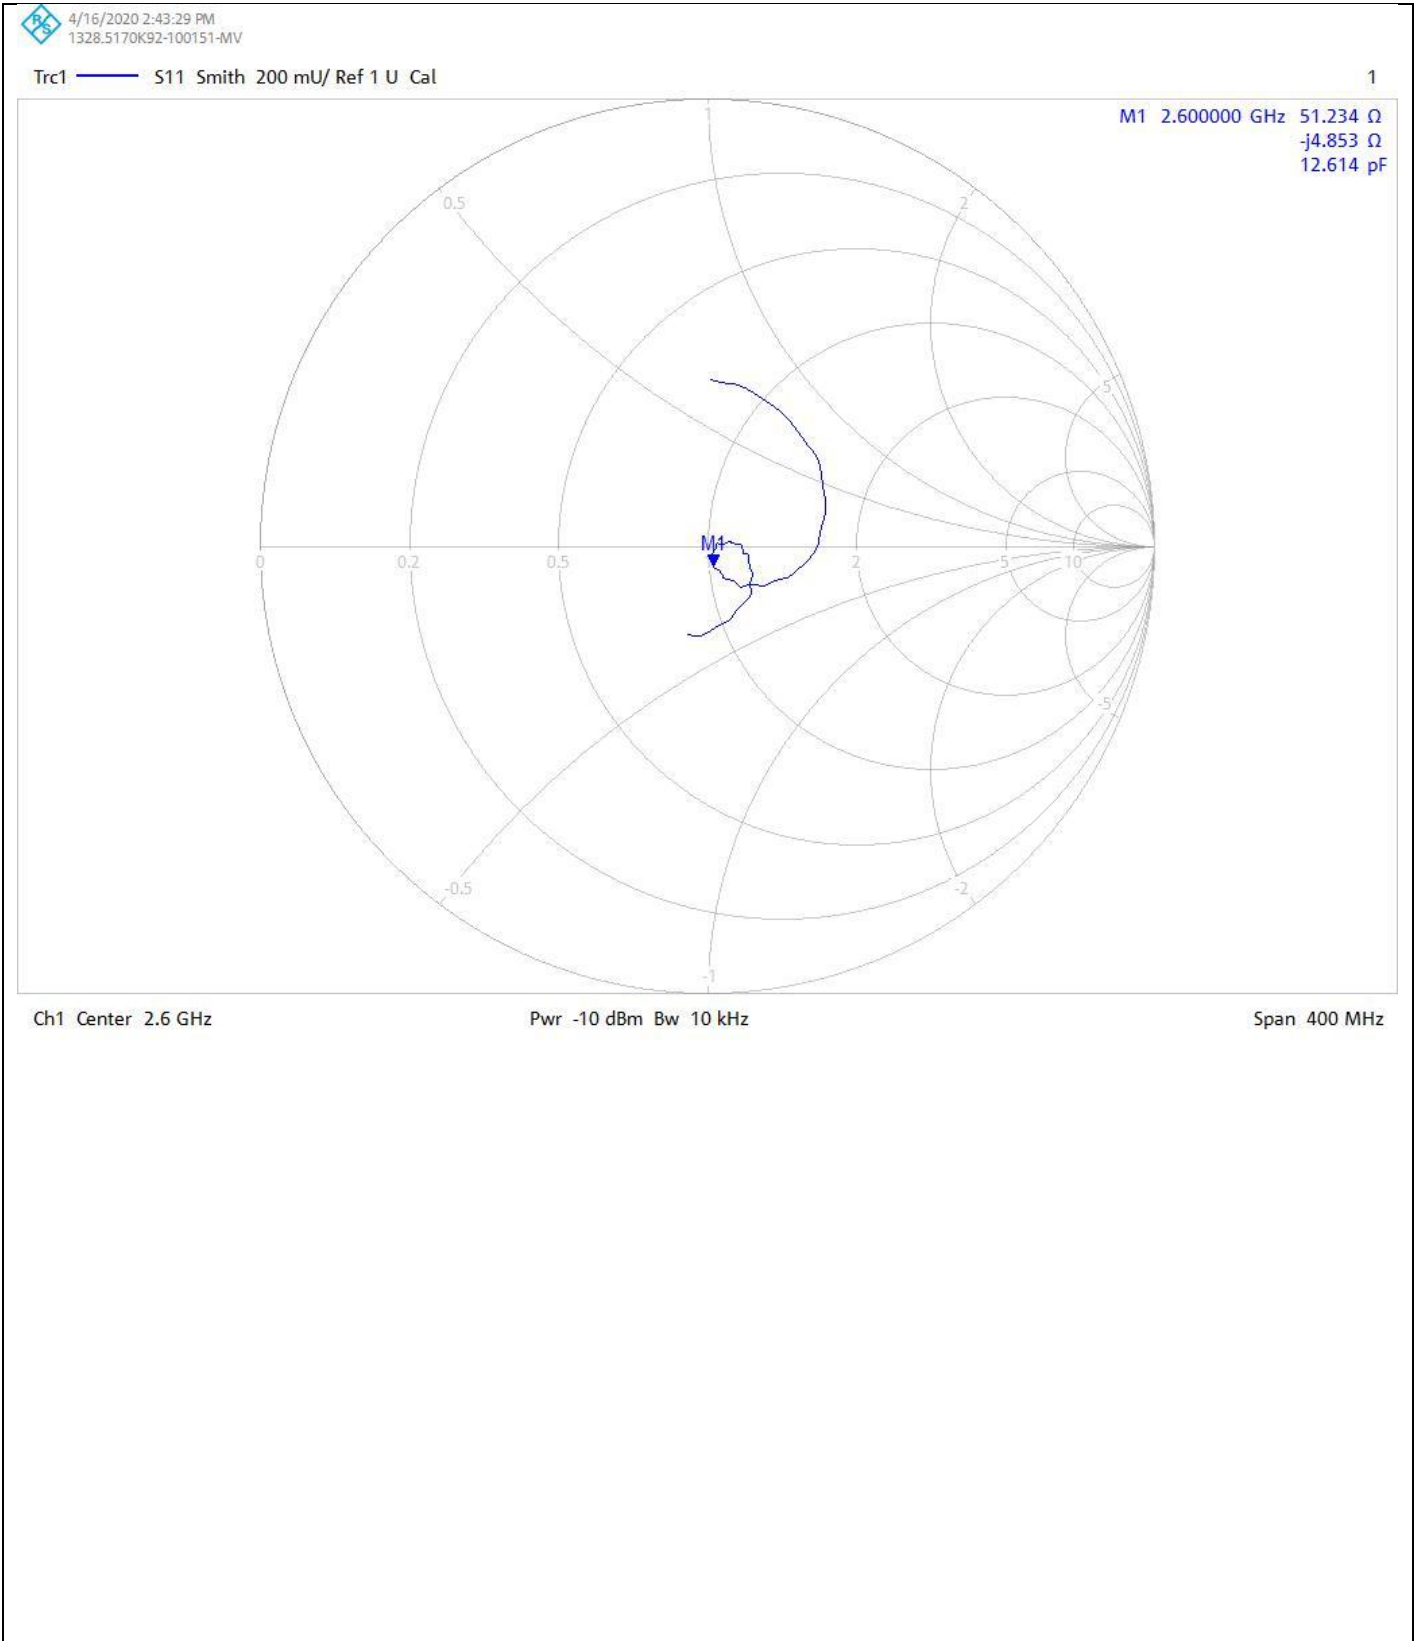 R&S
4/16/2020 2:43:29 PM
1328.5170K92-100151-MV
Trc1 S11 Smith 200 mU/ Ref 1 U Cal 1
M1 2.600000 GHz 51.234 Ω
-j4.853 Ω
12.614 pF
1
0.5 2
5
M1
0 0.2 0.5 2 5 10
-5
-0.5 -2
-1
Ch1 Center 2.6 GHz Pwr -10 dBm Bw 10 kHz Span 400 MHz